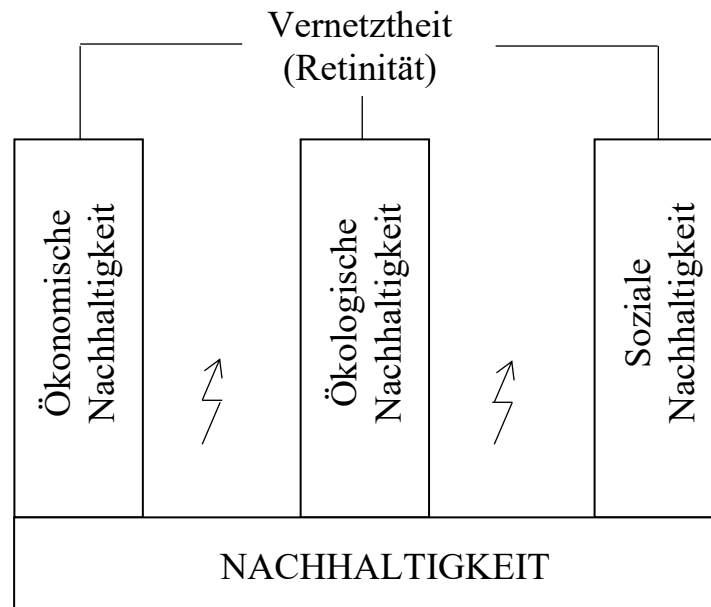 Vernetztheit
(Retinität)
Ökonomische
Nachhaltigkeit
Ökologische
Nachhaltigkeit
Soziale
Nachhaltigkeit
NACHHALTIGKEIT